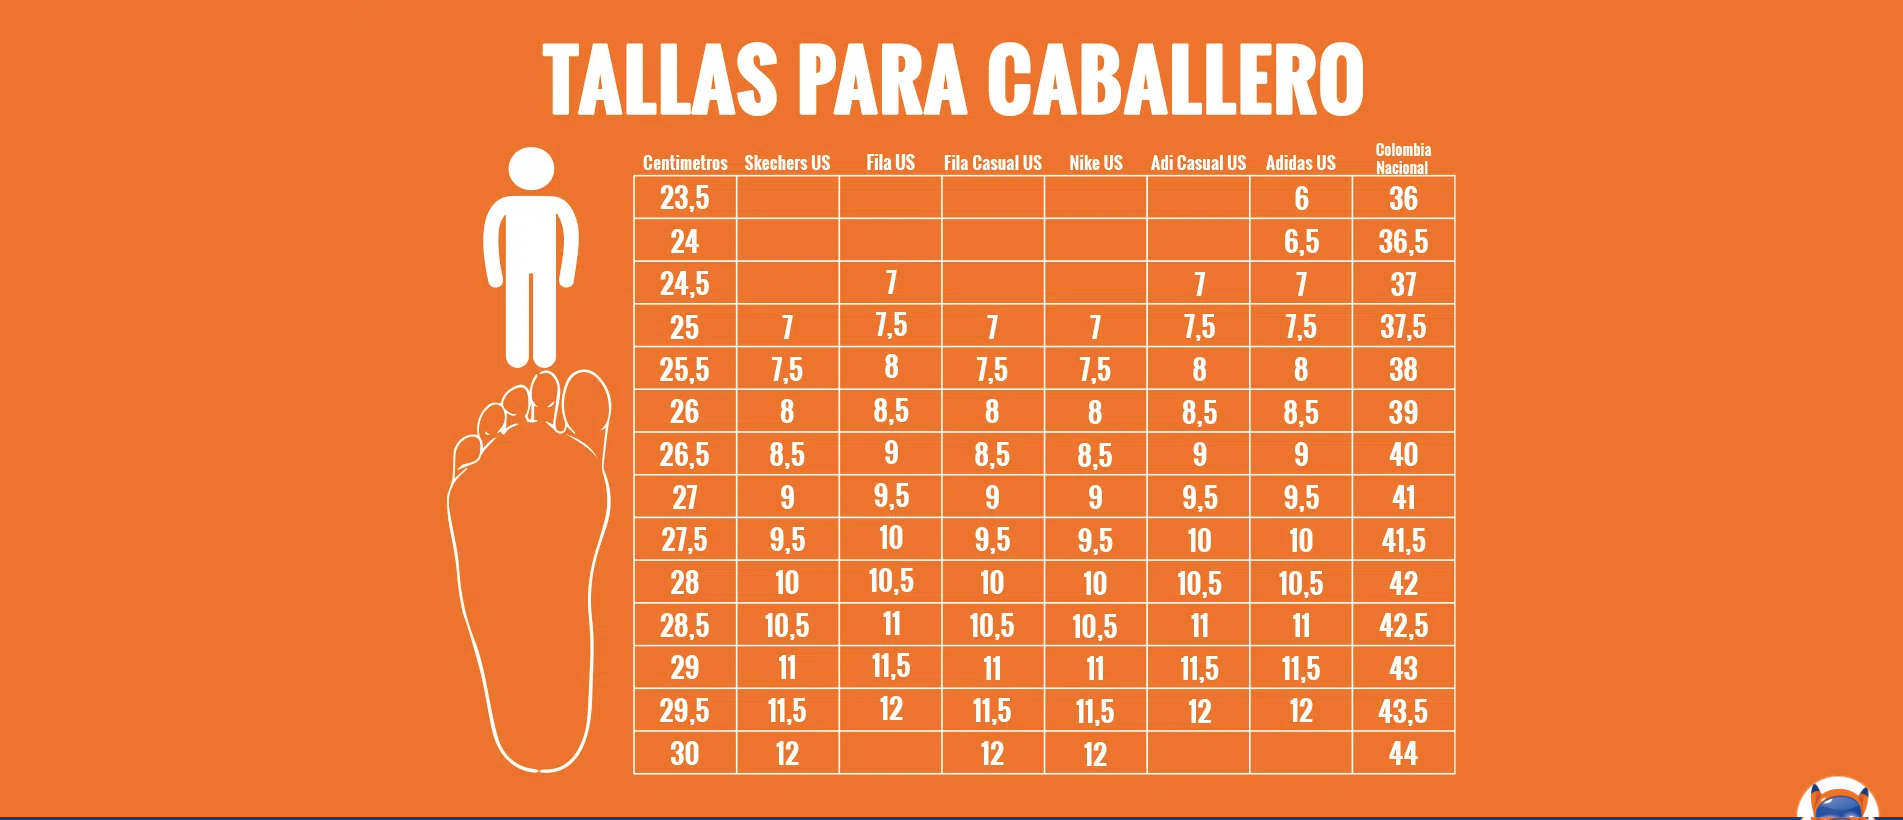 TALLAS PARA CABALLERO
Centimetros Skechers US Fila US Fila Casual US Nike US Adi Casual US Adidas US Colombia Nacional
23,5 6 36
24 6,5 36,5
24,5 7 7 7 37
25 7 7,5 7 7 7,5 7,5 37,5
25,5 7,5 8 7,5 7,5 8 8 38
26 8 8,5 8 8 8,5 8,5 39
26,5 8,5 9 8,5 8,5 9 9 40
27 9 9,5 9 9 9,5 9,5 41
27,5 9,5 10 9,5 9,5 10 10 41,5
28 10 10,5 10 10 10,5 10,5 42
28,5 10,5 11 10,5 10,5 11 11 42,5
29 11 11,5 11 11 11,5 11,5 43
29,5 11,5 12 11,5 11,5 12 12 43,5
30 12 12 12 44